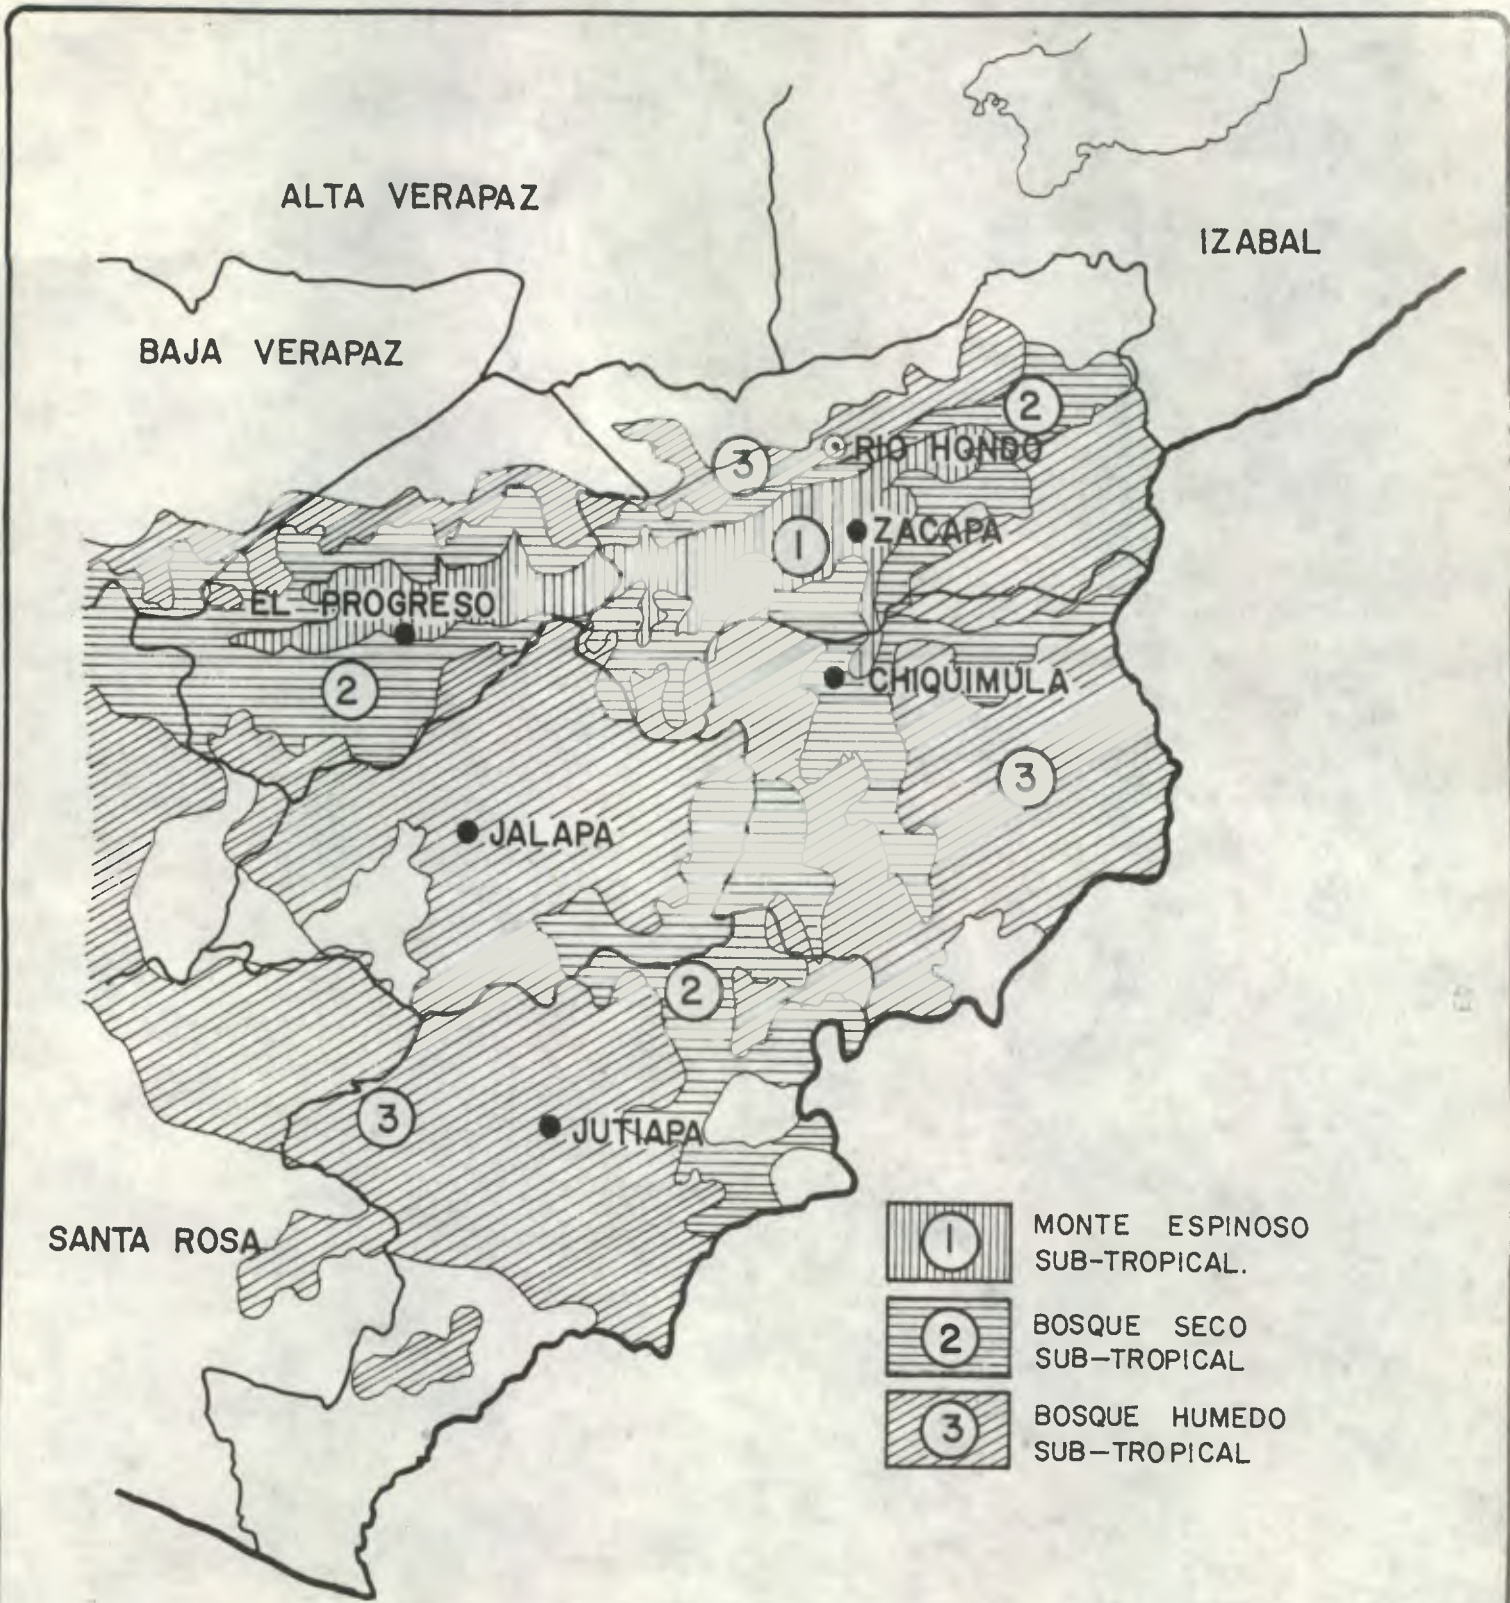 ALTA VERAPAZ
IZABAL
BAJA VERAPAZ
2
RIO HONDO
3
1
ZACAPA
EL PROGRESO
CHIQUIMULA
2
3
JALAPA
2
3
JUTIAPA
SANTA ROSA
1 MONTE ESPINOSO
SUB-TROPICAL.
2 BOSQUE SECO
SUB-TROPICAL
3 BOSQUE HUMEDO
SUB-TROPICAL